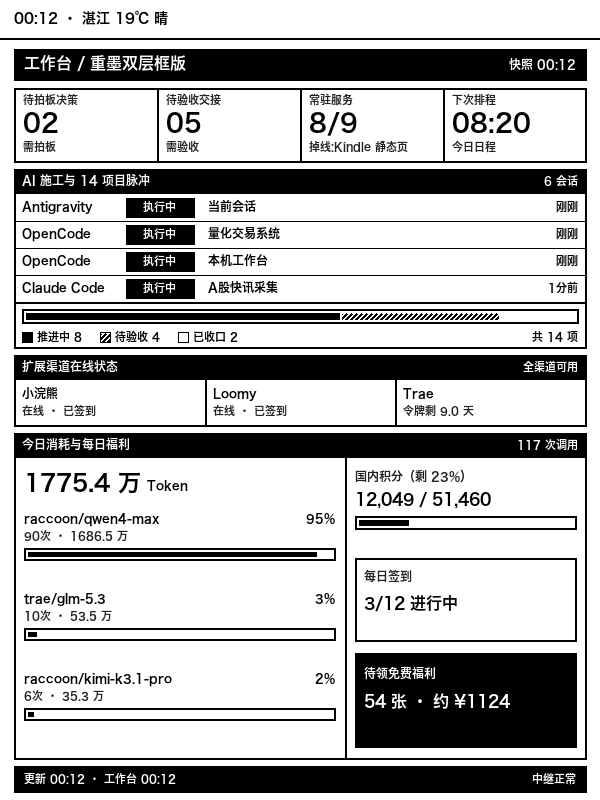 00:12 · 湛江 19℃ 晴
工作台 / 重墨双层框版 快照 00:12
待拍板决策 待验收交接 常驻服务 下次排程
02 05 8/9 08:20
需拍板 需验收 掉线:Kindle 静态页 今日日程
AI 施工与 14 项目脉冲 6 会话
Antigravity 执行中 当前会话 刚刚
OpenCode 执行中 量化交易系统 刚刚
OpenCode 执行中 本机工作台 刚刚
Claude Code 执行中 A股快讯采集 1分前
推进中 8 待验收 4 已收口 2 共 14 项
扩展渠道在线状态 全渠道可用
小浣熊 Loomy Trae
在线 · 已签到 在线 · 已签到 令牌剩 9.0 天
今日消耗与每日福利 117 次调用
1775.4 万 Token
raccoon/qwen4-max 95%
90次 · 1686.5 万
trae/glm-5.3 3%
10次 · 53.5 万
raccoon/kimi-k3.1-pro 2%
6次 · 35.3 万
国内积分（剩 23%）
12,049 / 51,460
每日签到
3/12 进行中
待领免费福利
54 张 · 约 ¥1124
更新 00:12 · 工作台 00:12 中继正常